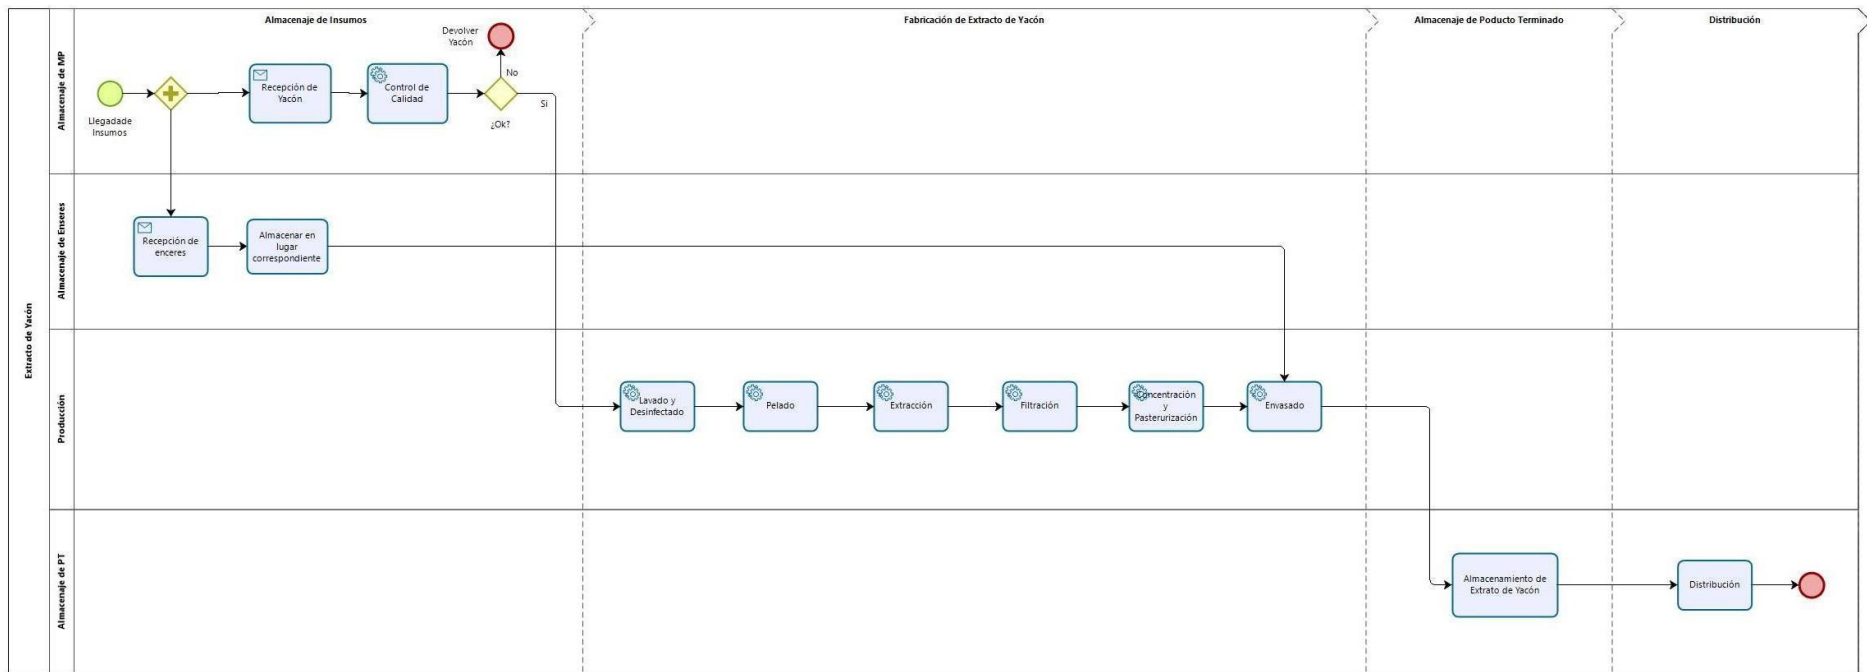 Almacenaje de Insumos
Fabricación de Extracto de Yacón
Almacenaje de Poducto Terminado
Distribución
Extracto de Yacón
Almacenaje de MP
Llegadade
Insumos
Recepción de
Yacón
Control de
Calidad
Devolver
Yacón
No
Si
¿Ok?
Almacenaje de Enseres
Recepción de
enceres
Almacenar en
lugar
correspondiente
Producción
Lavado y
Desinfectado
Pelado
Extracción
Filtración
Concentración
y
Pasterurización
Envasado
Almacenaje de PT
Almacenamiento de
Extrato de Yacón
Distribución